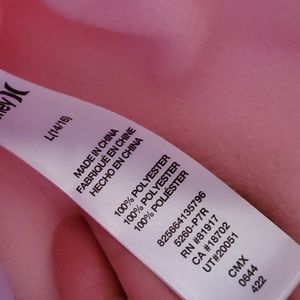 L(14/16)
MADE IN CHINA
FABRIQUÉ EN CHINE
HECHO EN CHINA
100% POLYESTER
100% POLYESTER
100% POLIÉSTER
825664135796
5260-P7R
RN #81917
CA #18702
UT#20051
CMX
0644
422